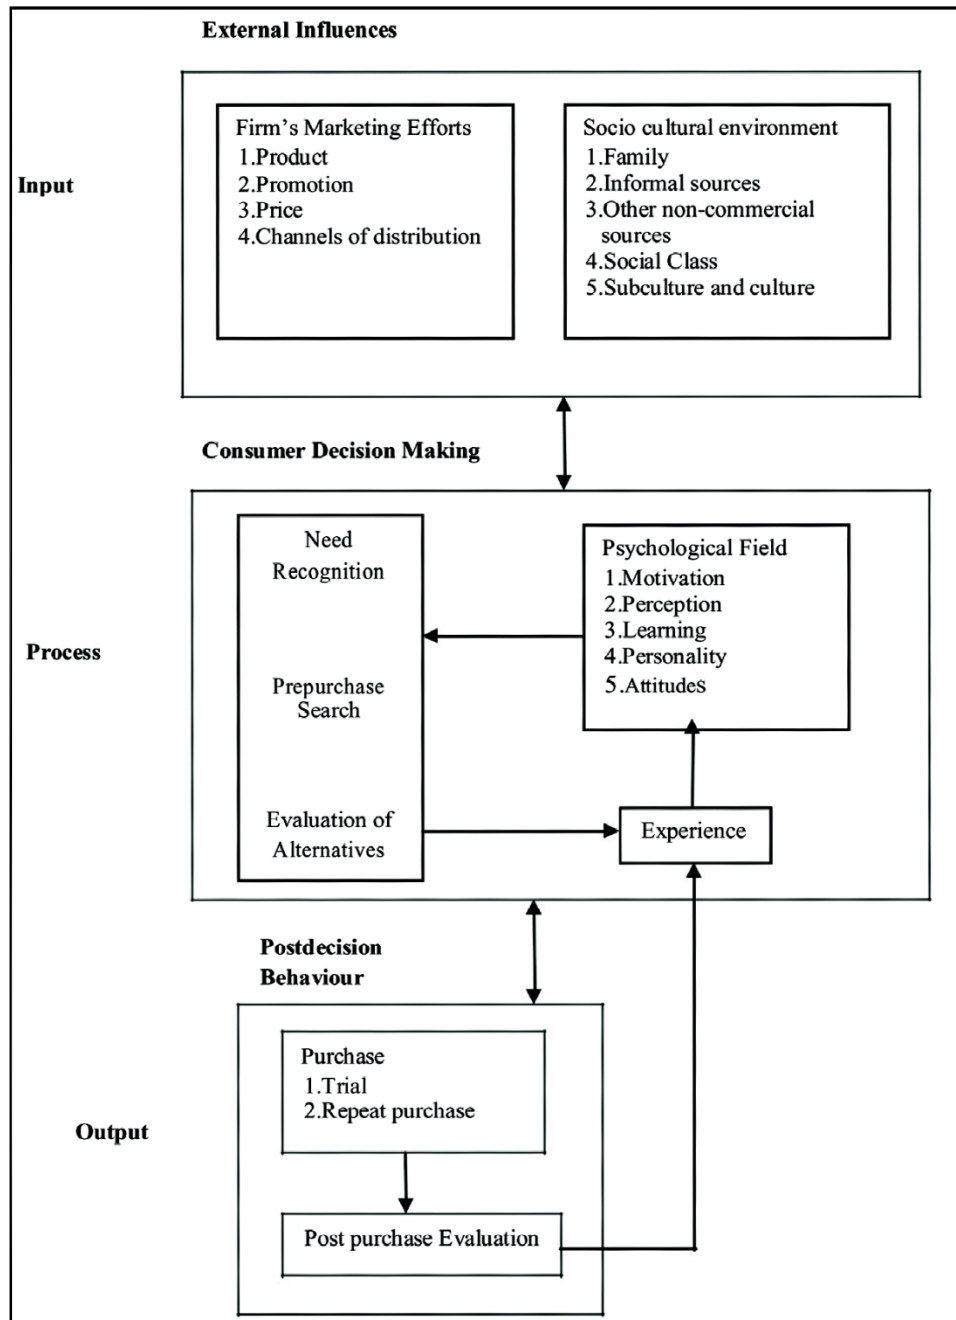 External Influences
Input
Firm's Marketing Efforts
1.Product
2.Promotion
3.Price
4.Channels of distribution
Socio cultural environment
1.Family
2.Informal sources
3.Other non-commercial
sources
4.Social Class
5.Subculture and culture
Consumer Decision Making
Process
Need
Recognition
Prepurchase
Search
Evaluation of
Alternatives
Psychological Field
1.Motivation
2.Perception
3.Learning
4.Personality
5.Attitudes
Experience
Postdecision
Behaviour
Output
Purchase
1.Trial
2.Repeat purchase
Post purchase Evaluation